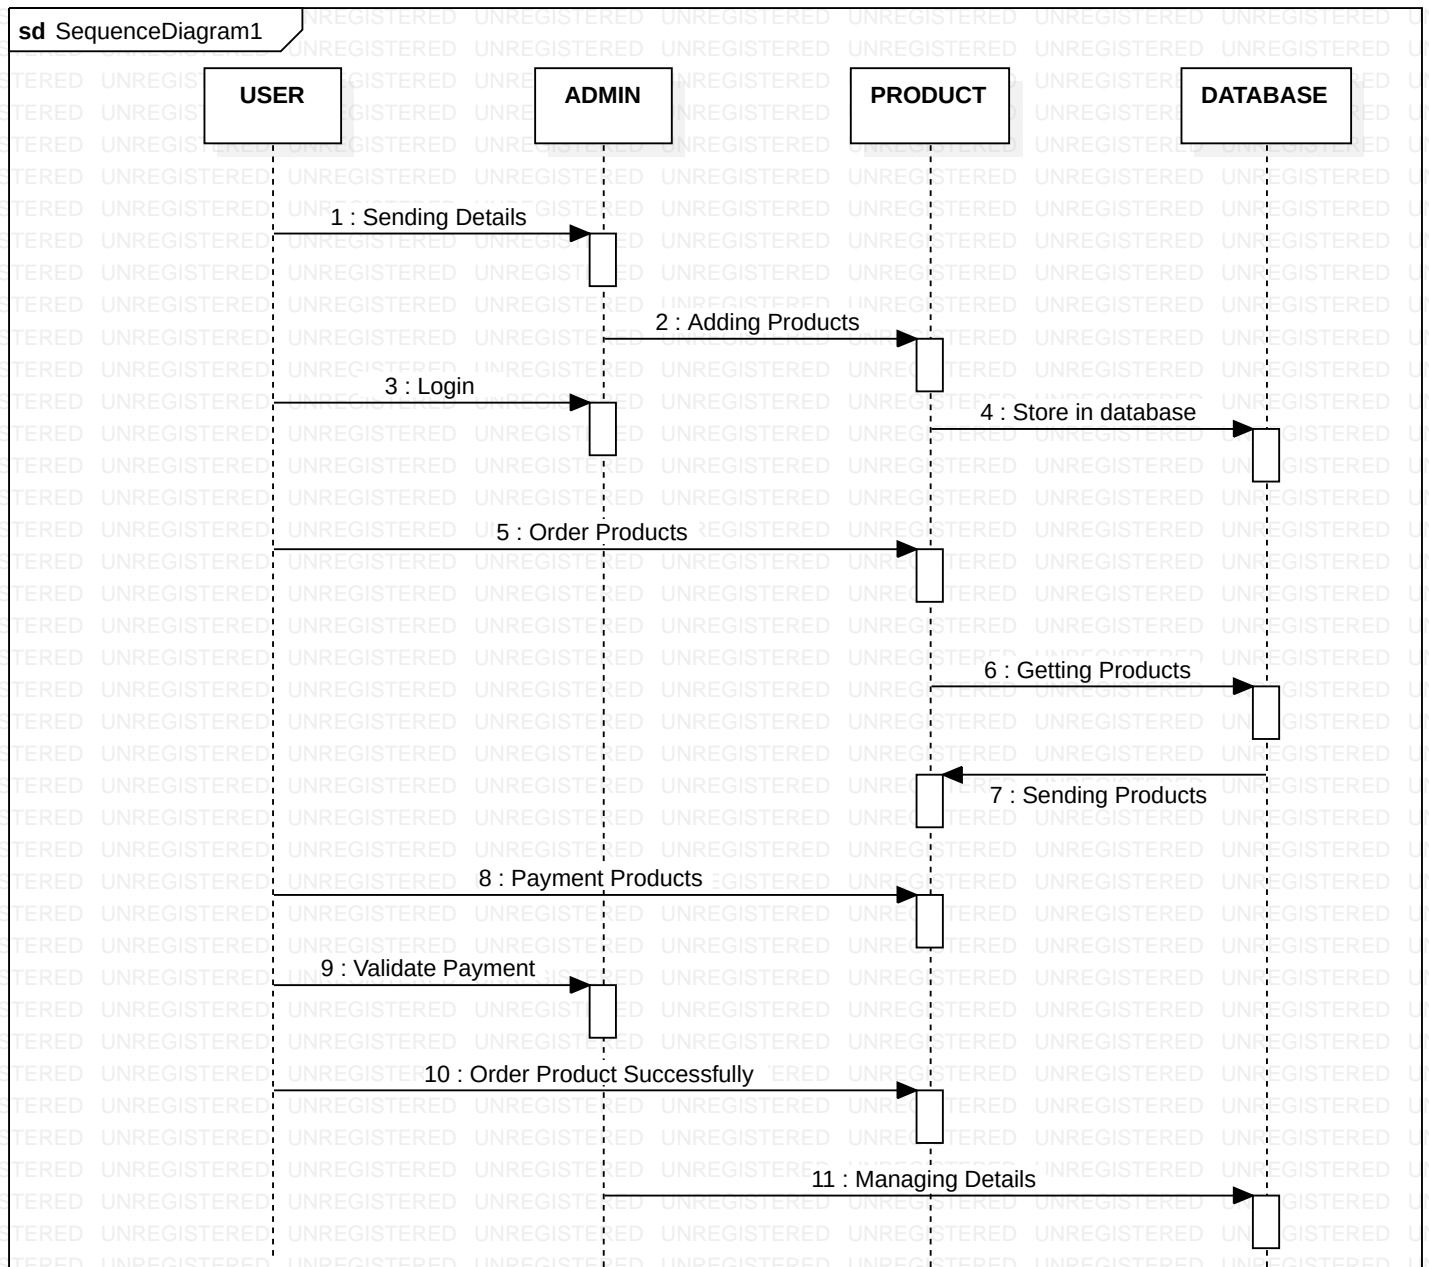 sd SequenceDiagram1
USER
ADMIN
PRODUCT
DATABASE
1 : Sending Details
2 : Adding Products
3 : Login
4 : Store in database
5 : Order Products
6 : Getting Products
7 : Sending Products
8 : Payment Products
9 : Validate Payment
10 : Order Product Successfully
11 : Managing Details
UNREGISTERED